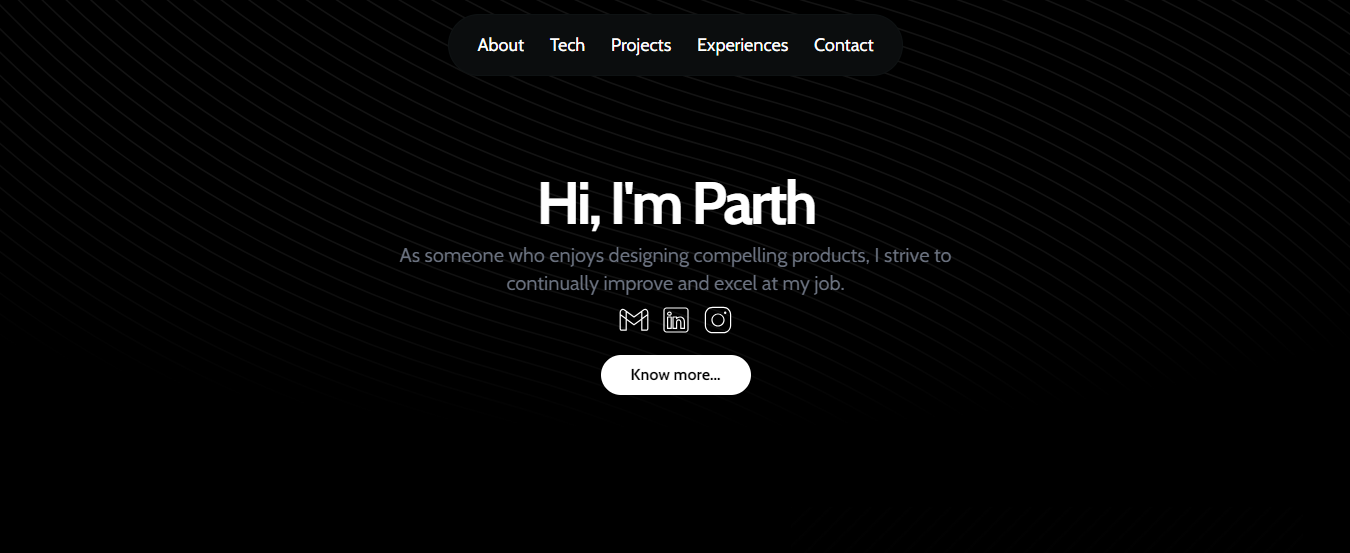 About Tech Projects Experiences Contact
Hi, I'm Parth
As someone who enjoys designing compelling products, I strive to
continually improve and excel at my job.
in
Know more...